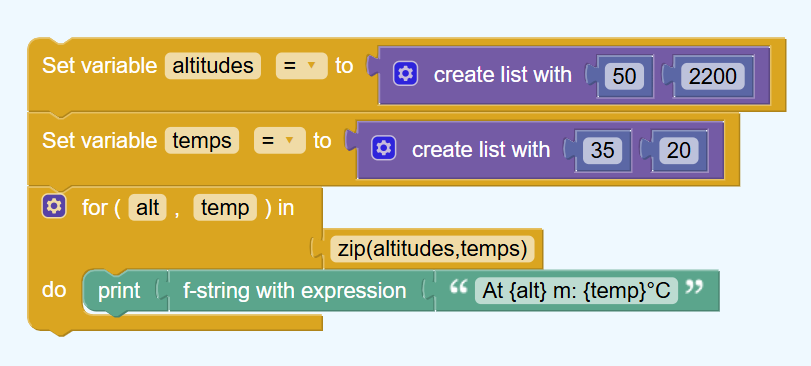 Set variable altitudes = to create list with 50 2200
Set variable temps = to create list with 35 20
for ( alt , temp ) in
zip(altitudes,temps)
do print f-string with expression “ At {alt} m: {temp}°C ”